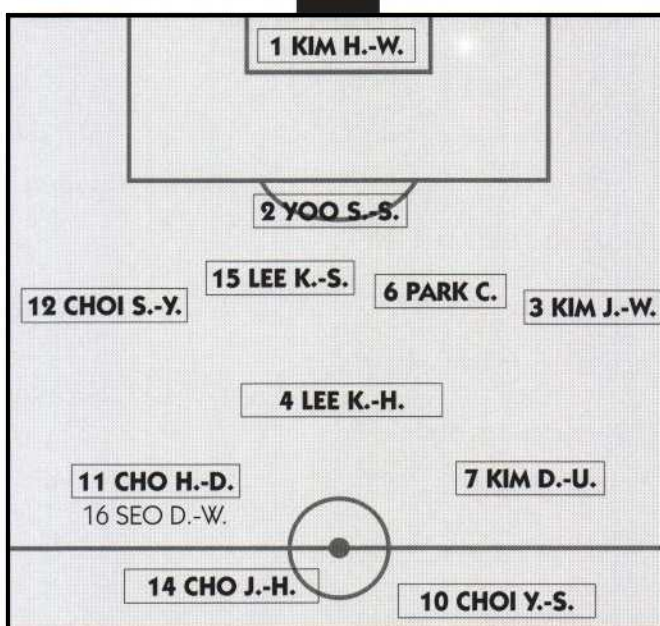 1 KIM H.-W.
2 YOO S.-S.
15 LEE K.-S.
6 PARK C.
12 CHOI S.-Y.
3 KIM J.-W.
4 LEE K.-H.
11 CHO H.-D.
7 KIM D.-U.
16 SEO D.-W.
14 CHO J.-H.
10 CHOI Y.-S.